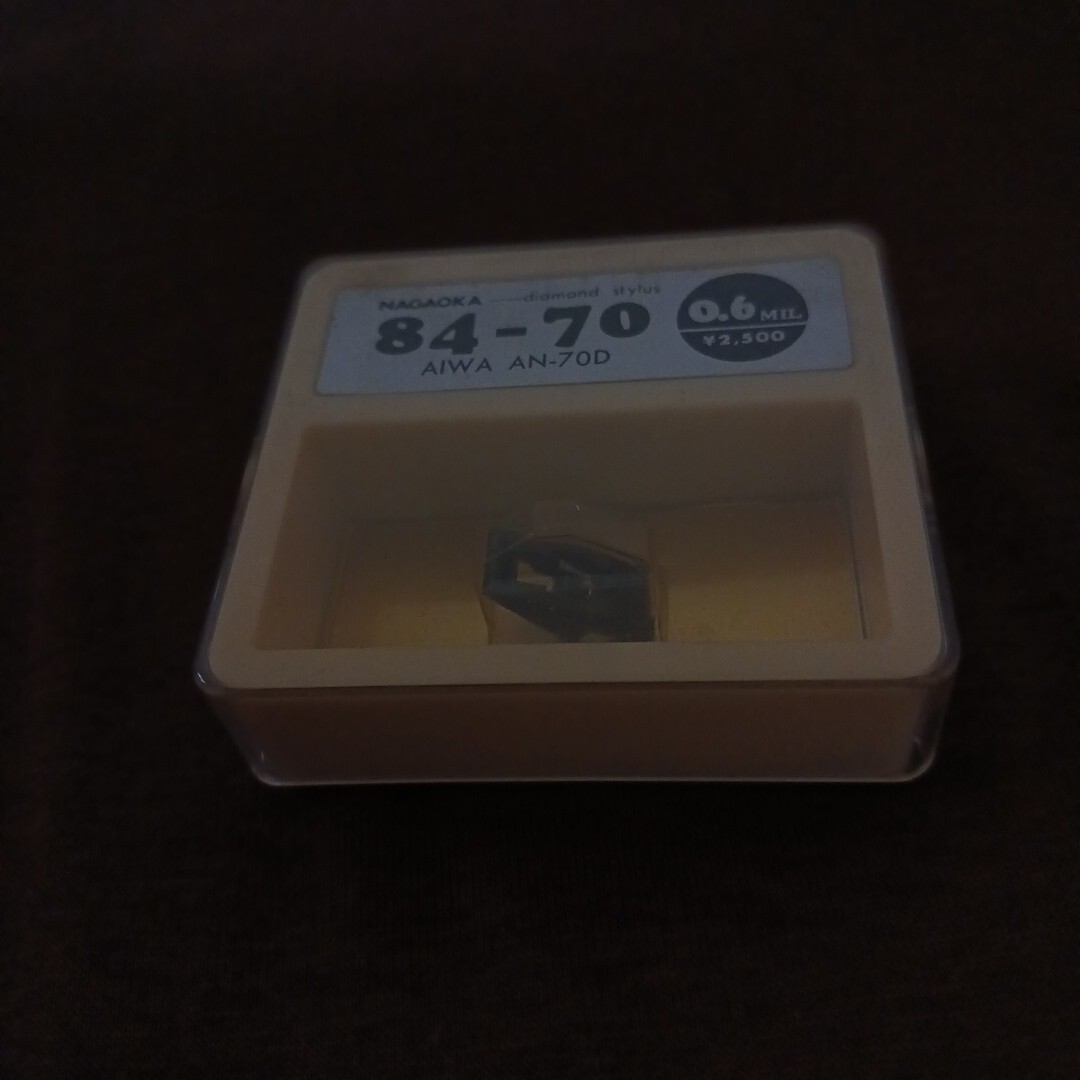 NAGAOKA — diamond stylus
84-70
AIWA AN-70D
0.6 MIL
¥2,500